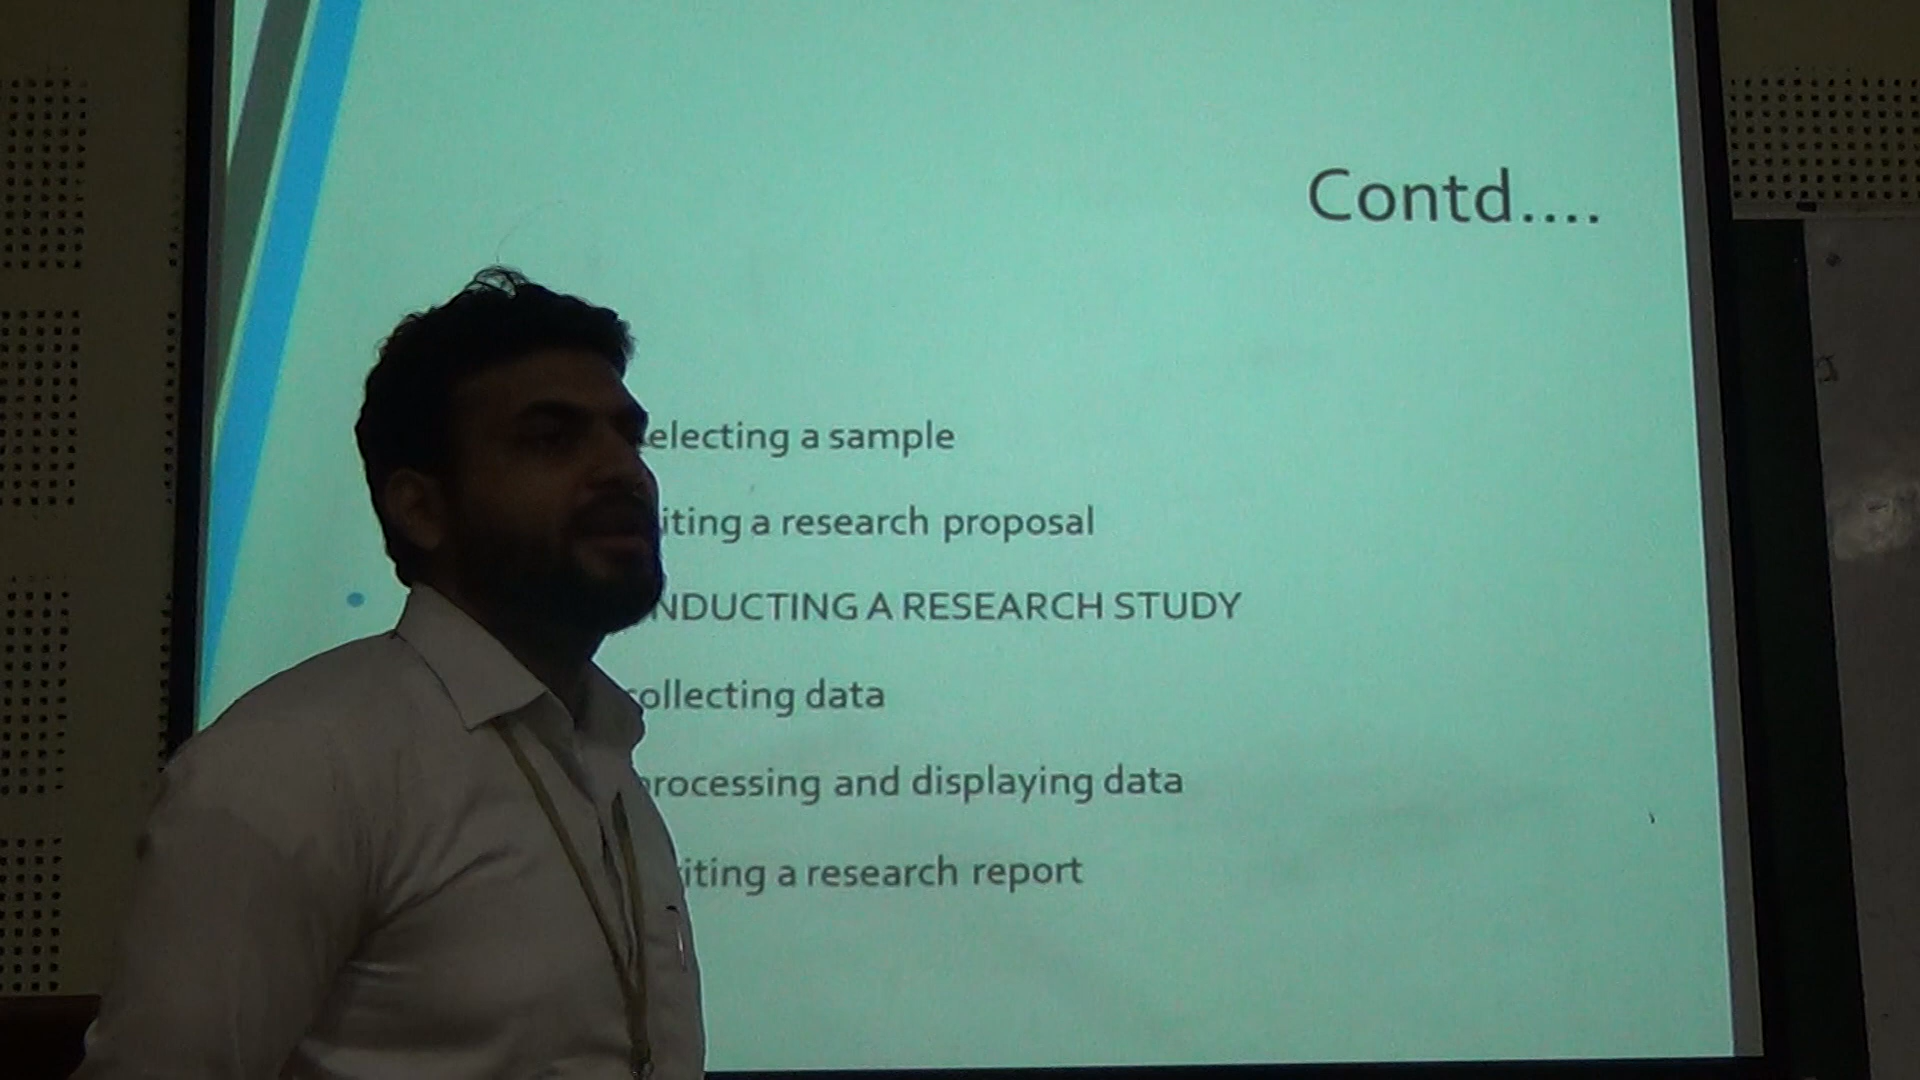 Contd....
electing a sample
iting a research proposal
NDUCTING A RESEARCH STUDY
ollecting data
rocessing and displaying data
iting a research report